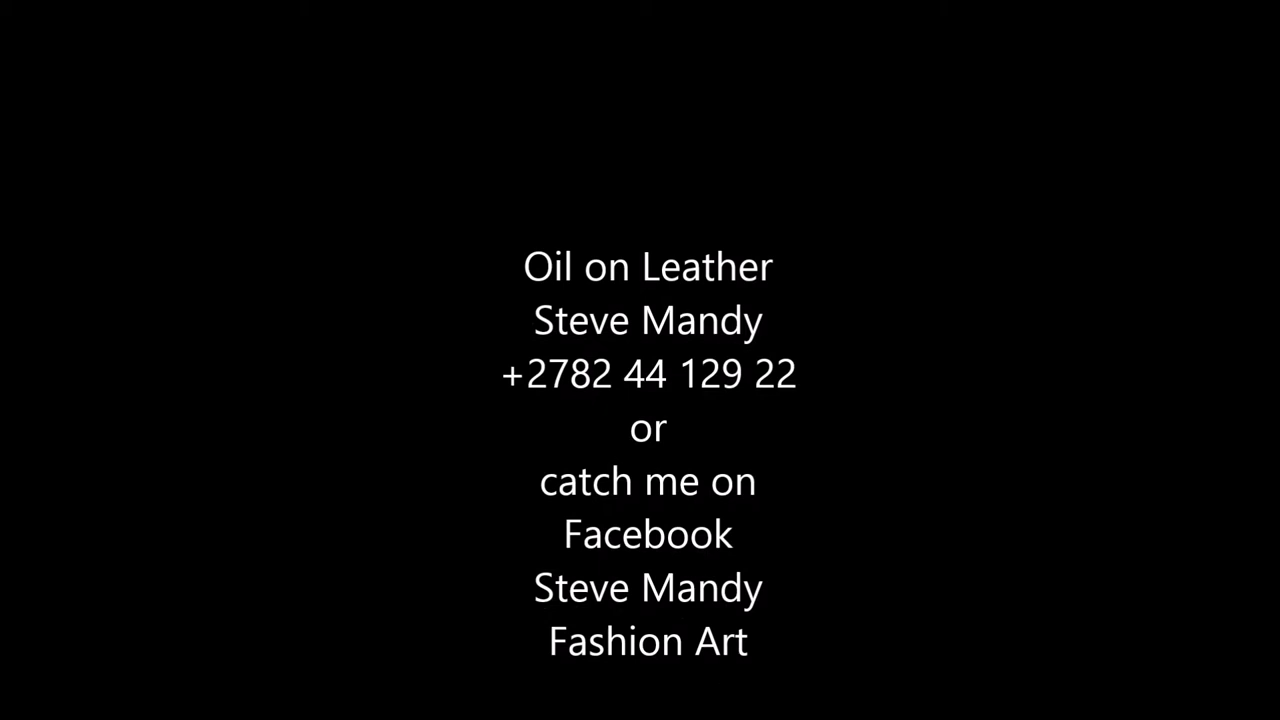 Oil on Leather
Steve Mandy
+2782 44 129 22
or
catch me on
Facebook
Steve Mandy
Fashion Art